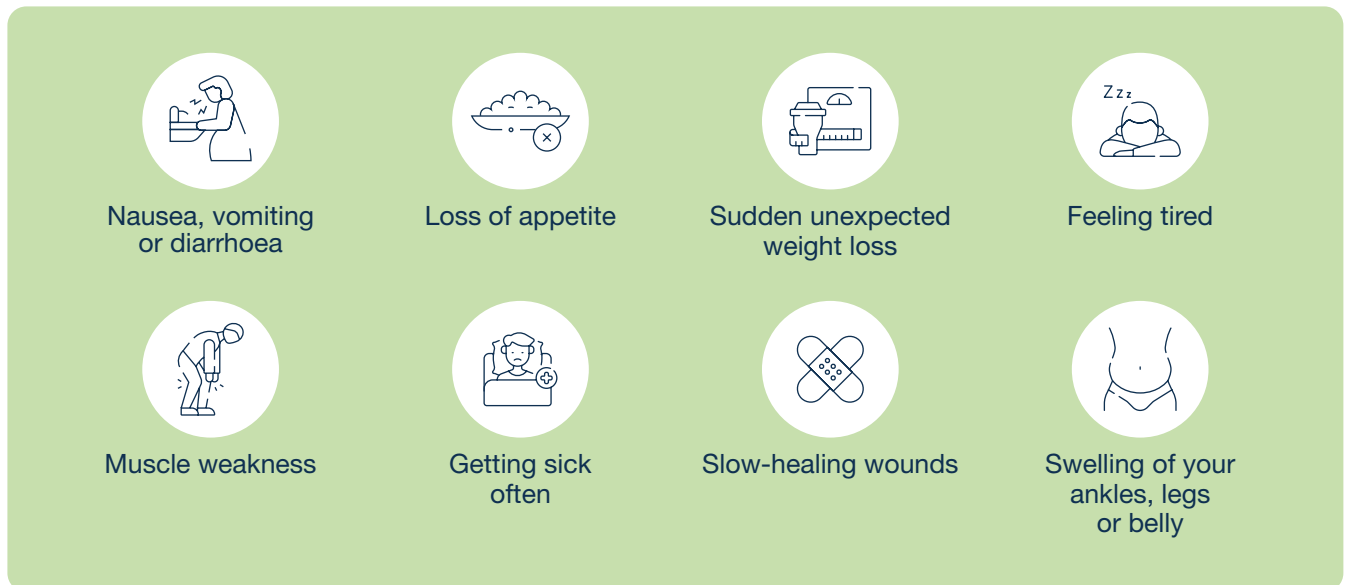 Zzz
Nausea, vomiting
or diarrhoea
Loss of appetite
Sudden unexpected
weight loss
Feeling tired
Muscle weakness
Getting sick
often
Slow-healing wounds
Swelling of your
ankles, legs
or belly